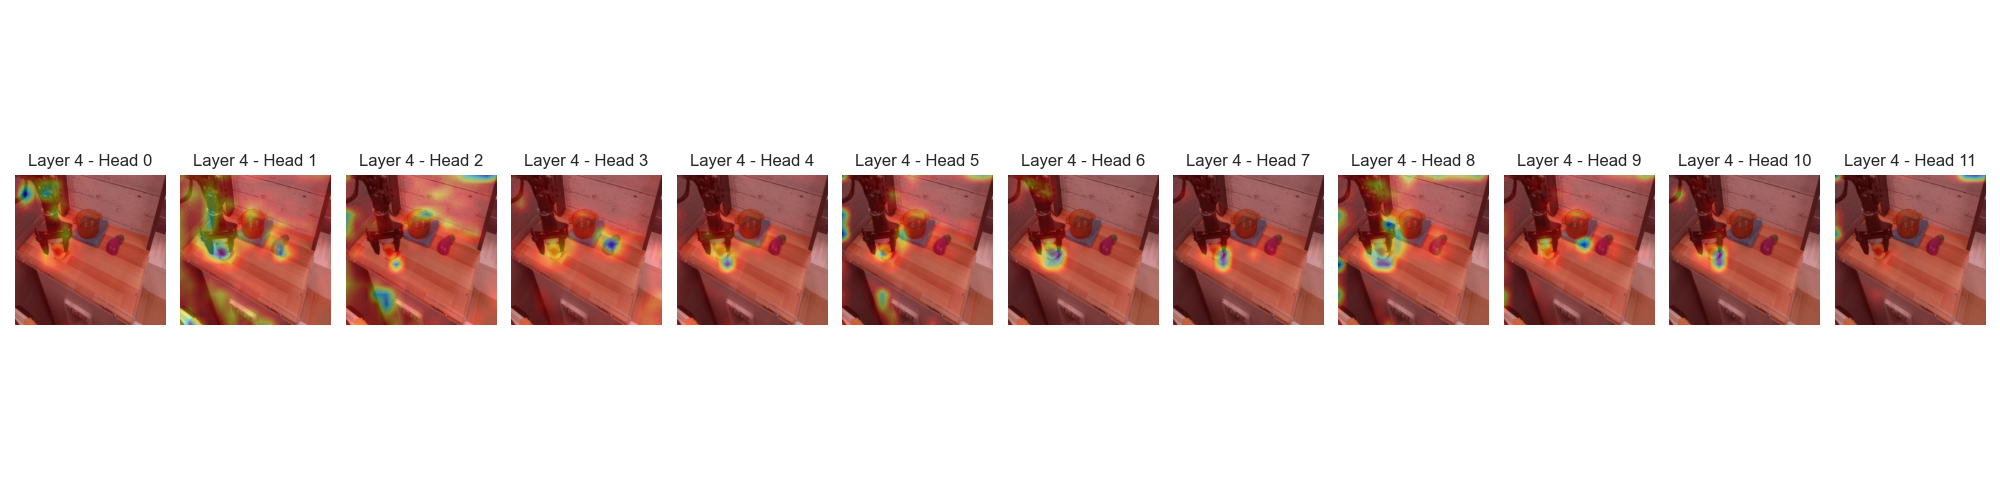 Layer 4 - Head 0
Layer 4 - Head 1
Layer 4 - Head 2
Layer 4 - Head 3
Layer 4 - Head 4
Layer 4 - Head 5
Layer 4 - Head 6
Layer 4 - Head 7
Layer 4 - Head 8
Layer 4 - Head 9
Layer 4 - Head 10
Layer 4 - Head 11